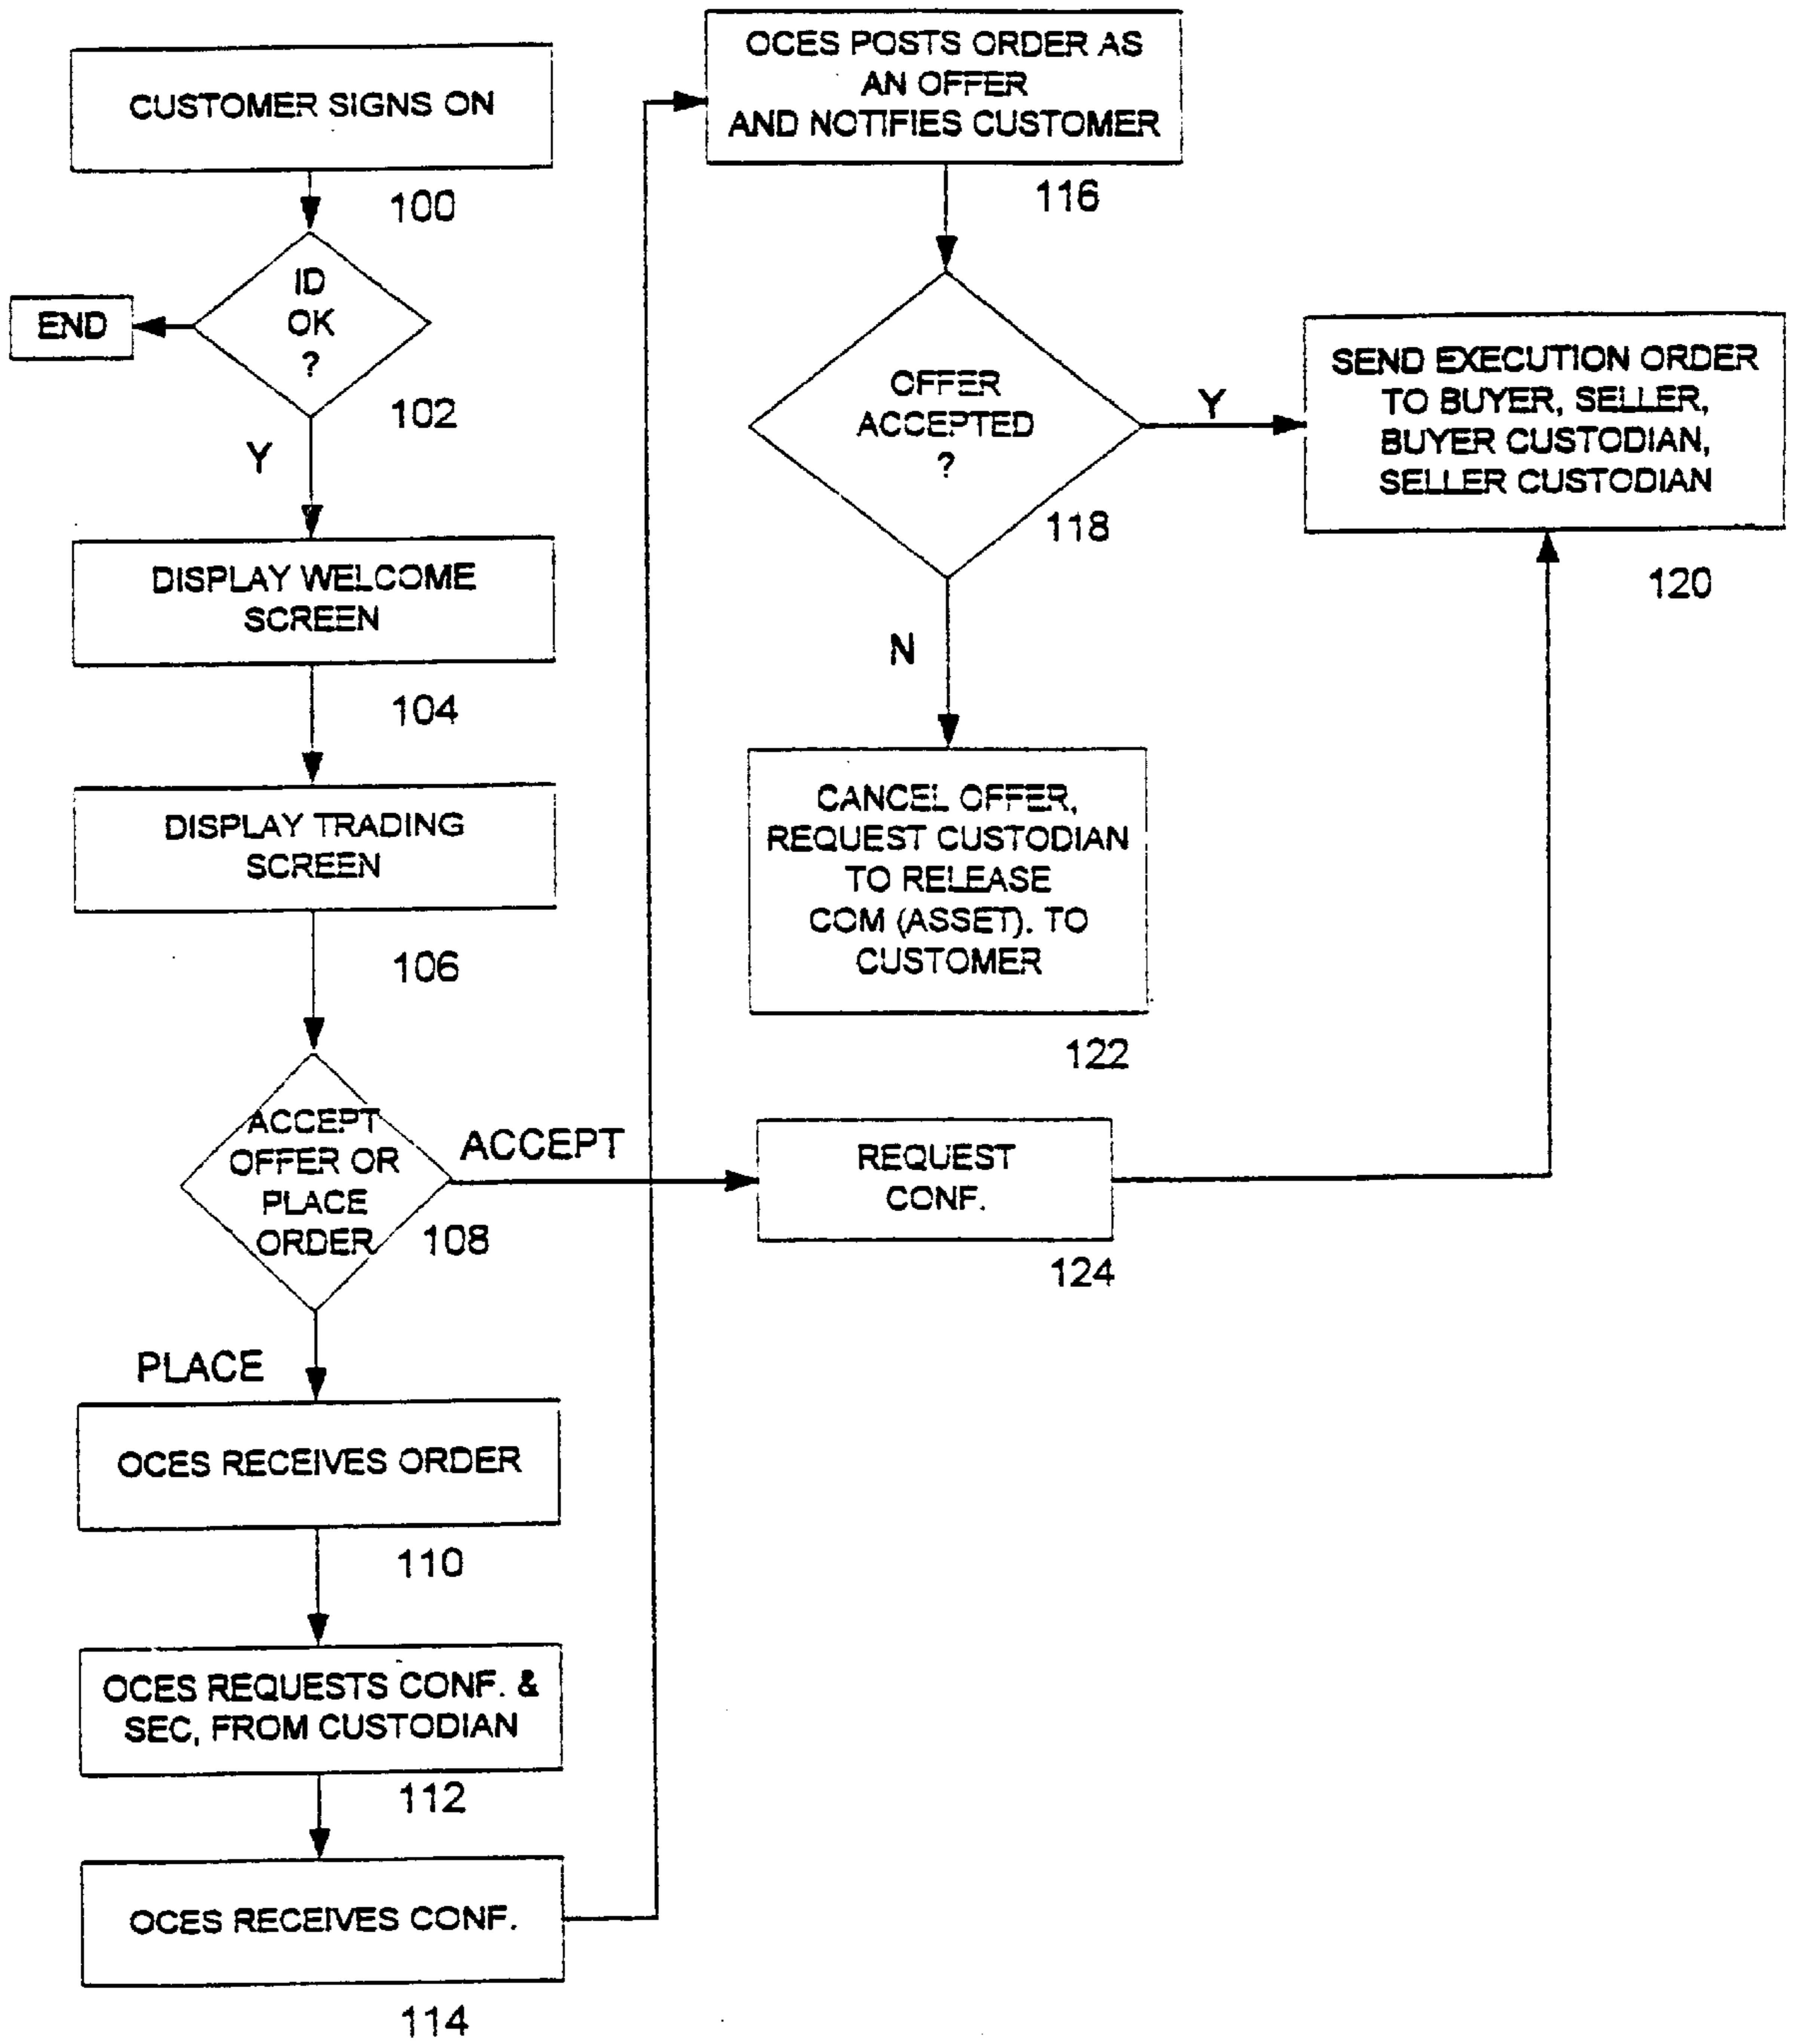 CUSTOMER SIGNS ON
100
ID
OK
?
END
102
Y
DISPLAY WELCOME
SCREEN
104
DISPLAY TRADING
SCREEN
106
ACCEPT
OFFER OR
PLACE
ORDER
ACCEPT
108
PLACE
OCES RECEIVES ORDER
110
OCES REQUESTS CONF. &
SEC, FROM CUSTODIAN
112
OCES RECEIVES CONF.
114
OCES POSTS ORDER AS
AN OFFER
AND NOTIFIES CUSTOMER
116
OFFER
ACCEPTED
?
118
Y
N
SEND EXECUTION ORDER
TO BUYER, SELLER,
BUYER CUSTODIAN,
SELLER CUSTODIAN
120
CANCEL OFFER,
REQUEST CUSTODIAN
TO RELEASE
COM (ASSET). TO
CUSTOMER
122
REQUEST
CONF.
124